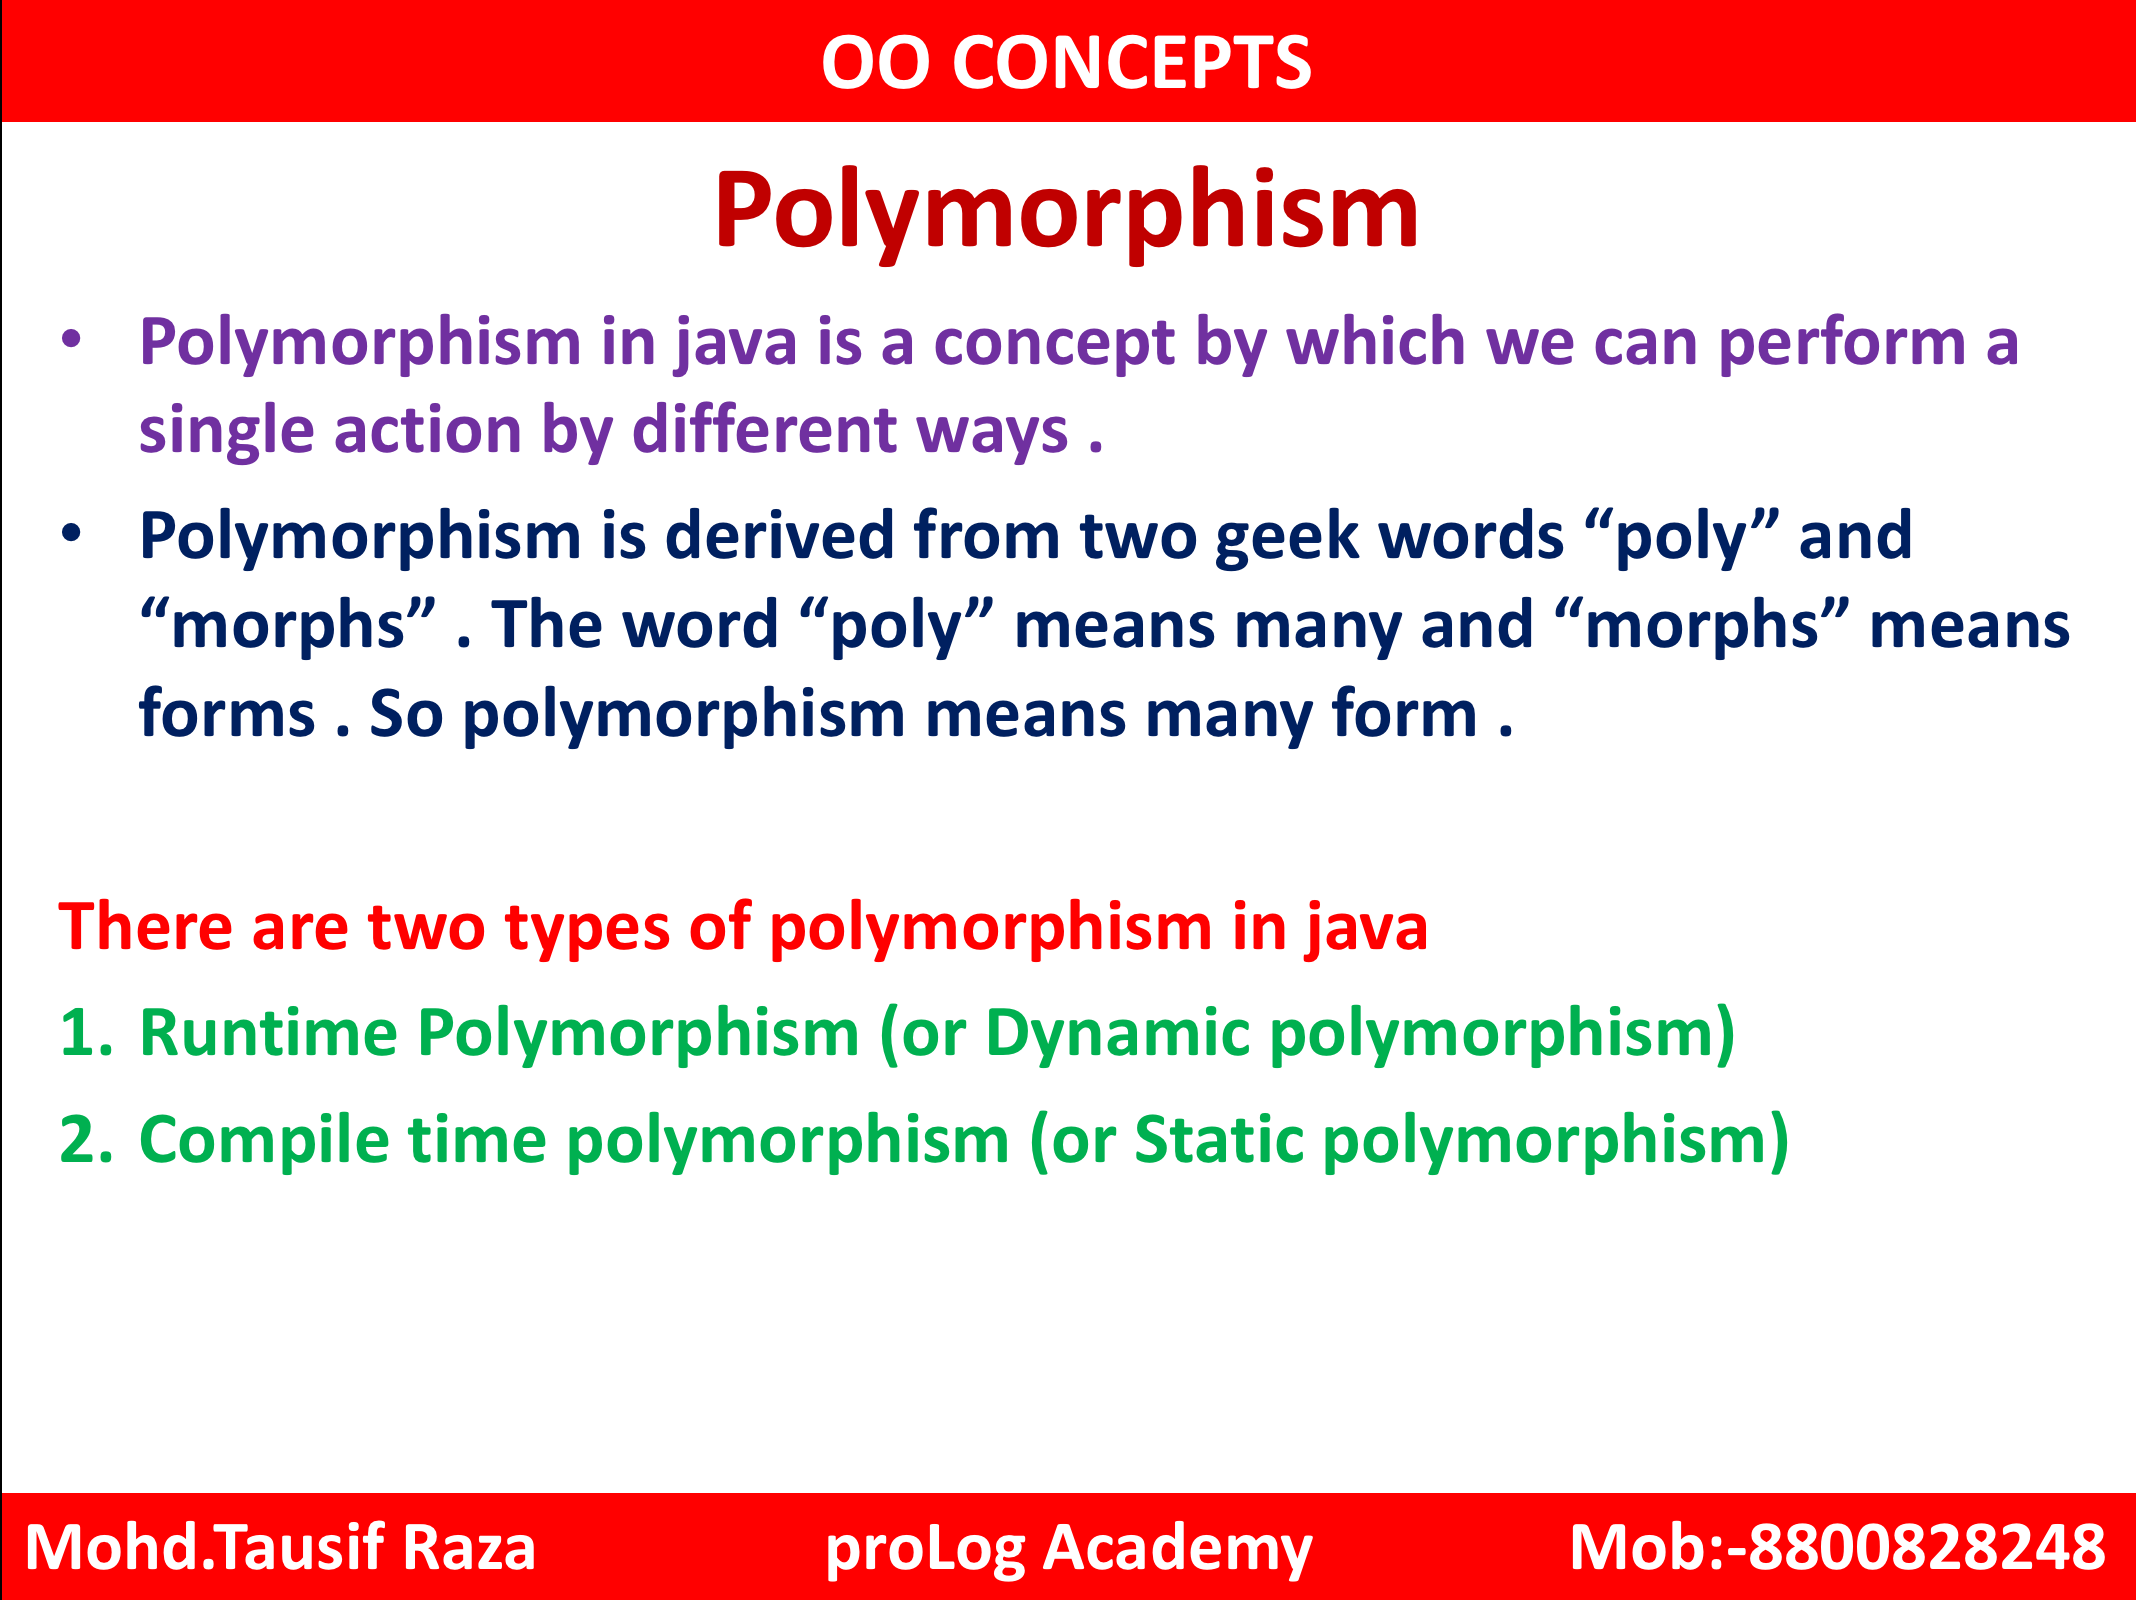 OO CONCEPTS
Polymorphism
• Polymorphism in java is a concept by which we can perform a
single action by different ways .
• Polymorphism is derived from two geek words “poly” and
“morphs” . The word “poly” means many and “morphs” means
forms . So polymorphism means many form .
There are two types of polymorphism in java
1. Runtime Polymorphism (or Dynamic polymorphism)
2. Compile time polymorphism (or Static polymorphism)
Mohd.Tausif Raza proLog Academy Mob:-8800828248